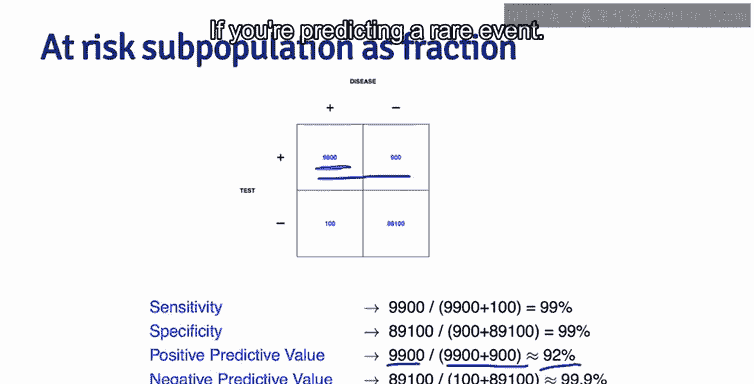 If you're predicting a rare event.
At risk subpopulation as fraction
DISEASE
+ −
+ 9900 900
TEST
− 100 89100
Sensitivity → 9900 / (9900+100) = 99%
Specificity → 89100 / (900+89100) = 99%
Positive Predictive Value → 9900 / (9900+900) ≈ 92%
Negative Predictive Value → 89100 / (100+89100) ≈ 99.9%